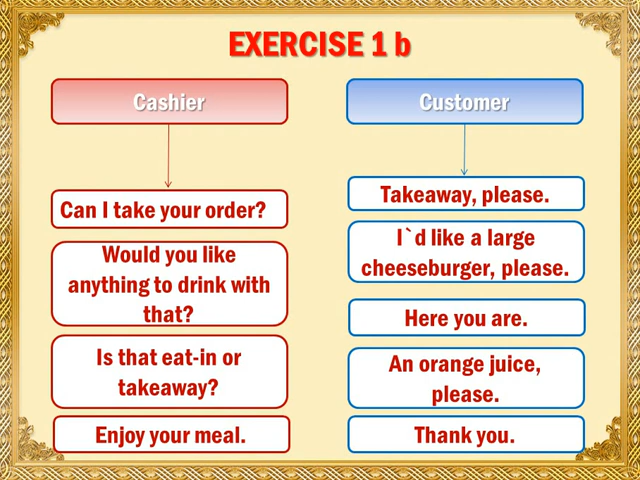 EXERCISE 1 b
Cashier
Can I take your order?
Would you like
anything to drink with
that?
Is that eat-in or
takeaway?
Enjoy your meal.
Customer
Takeaway, please.
I`d like a large
cheeseburger, please.
Here you are.
An orange juice,
please.
Thank you.